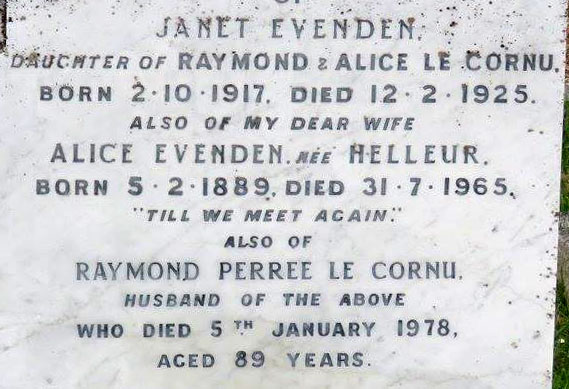 OF
JANET EVENDEN.
DAUGHTER OF RAYMOND & ALICE LE CORNU.
BORN 2·10·1917. DIED 12·2·1925.
ALSO OF MY DEAR WIFE
ALICE EVENDEN. NÉE HELLEUR.
BORN 5·2·1889. DIED 31·7·1965.
"TILL WE MEET AGAIN."
ALSO OF
RAYMOND PERREE LE CORNU.
HUSBAND OF THE ABOVE
WHO DIED 5TH JANUARY 1978,
AGED 89 YEARS.